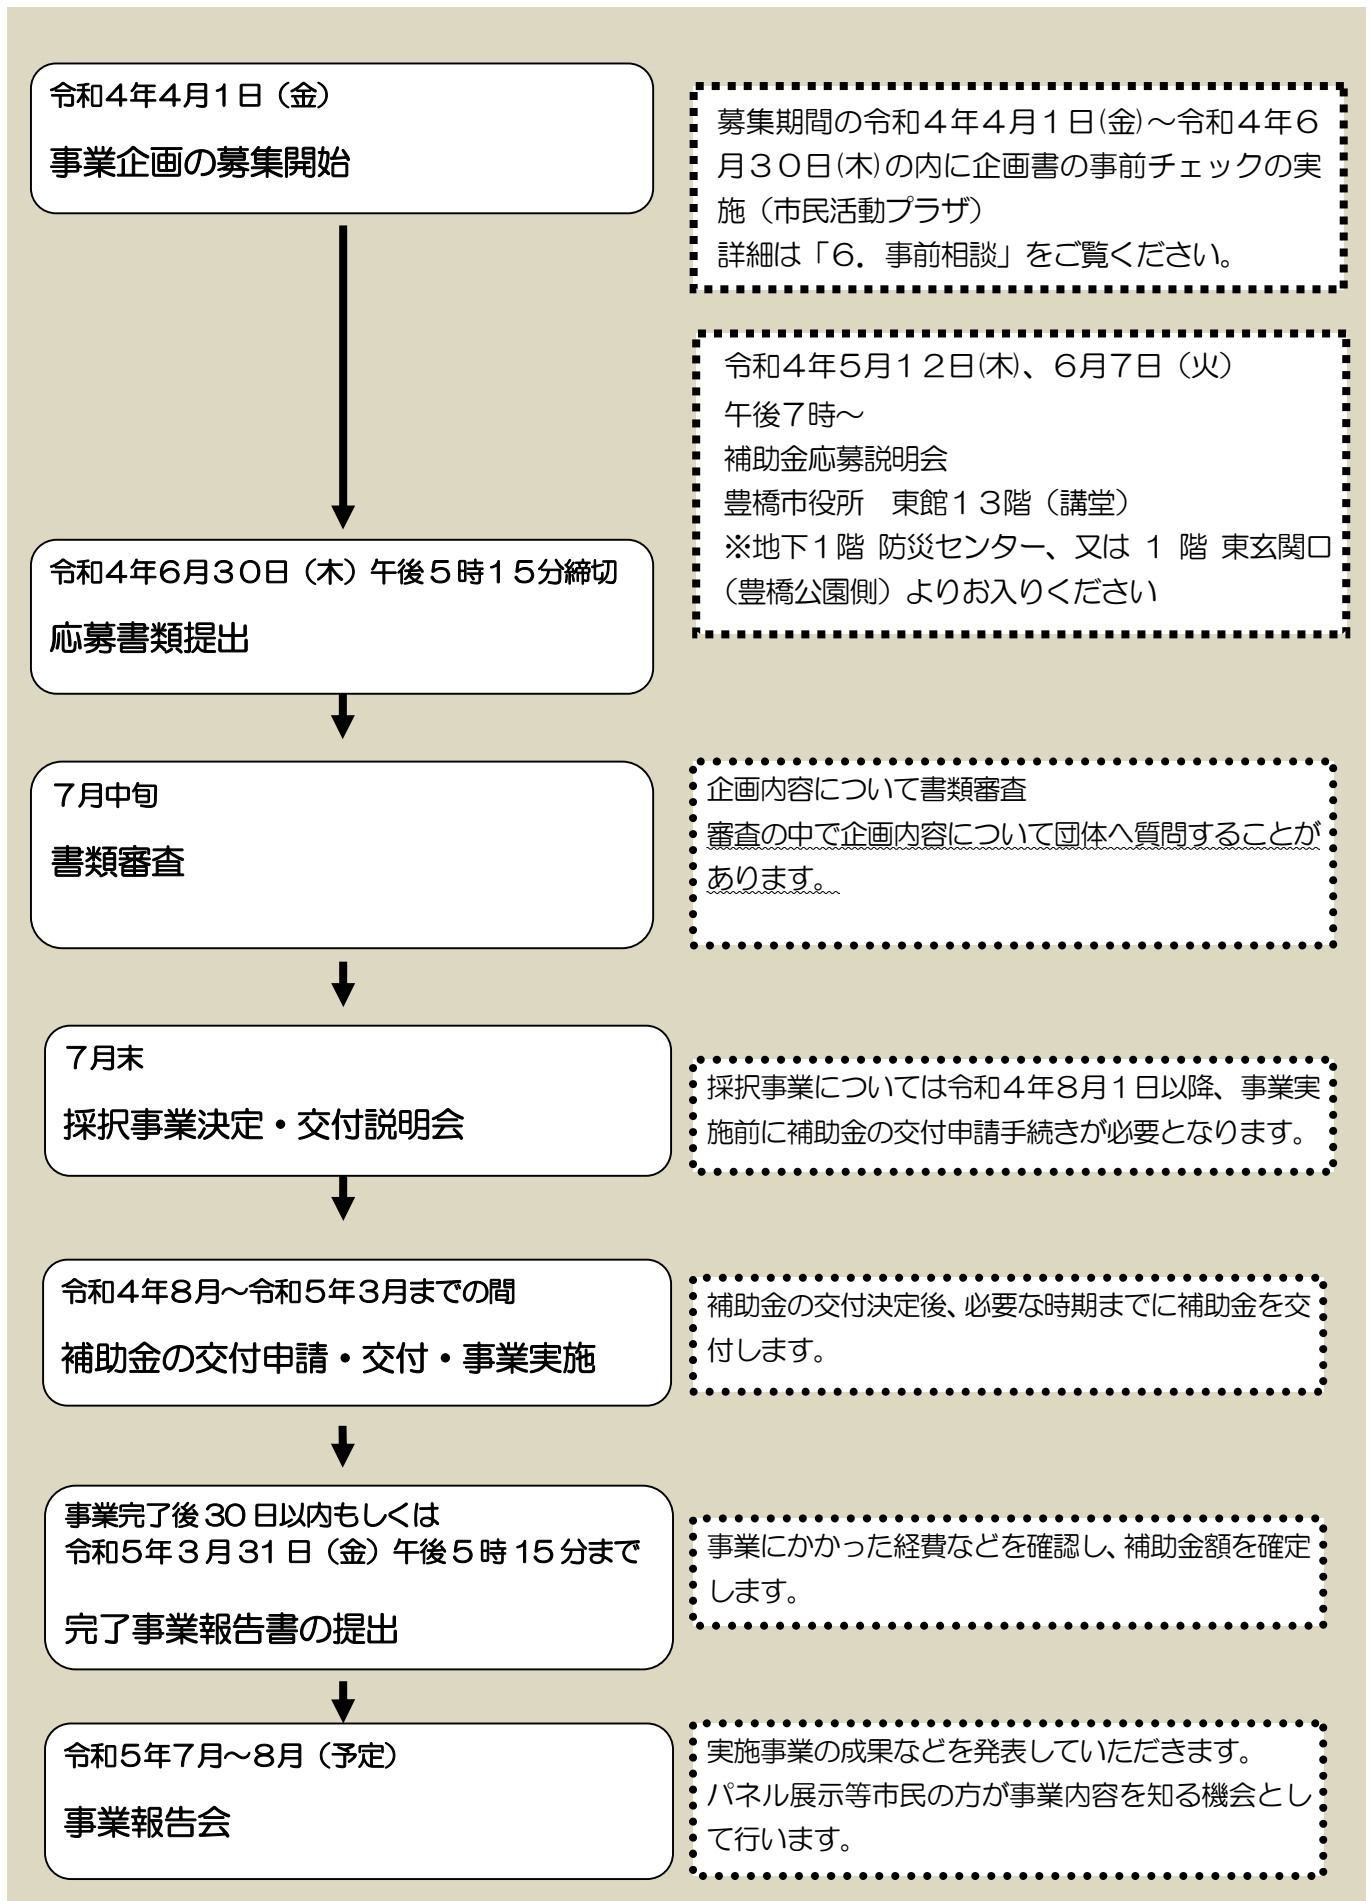 令和４年４月１日（金）
事業企画の募集開始
募集期間の令和４年４月１日(金)～令和４年６
月３０日(木)の内に企画書の事前チェックの実
施（市民活動プラザ）
詳細は「６．事前相談」をご覧ください。
令和４年５月１２日(木)、６月７日（火）
午後７時～
補助金応募説明会
豊橋市役所　東館１３階（講堂）
※地下１階 防災センター、又は 1 階 東玄関口
（豊橋公園側）よりお入りください
令和４年６月３０日（木）午後５時１５分締切
応募書類提出
７月中旬
書類審査
企画内容について書類審査
審査の中で企画内容について団体へ質問することが
あります。
７月末
採択事業決定・交付説明会
採択事業については令和４年８月１日以降、事業実
施前に補助金の交付申請手続きが必要となります。
令和４年８月～令和５年３月までの間
補助金の交付申請・交付・事業実施
補助金の交付決定後、必要な時期までに補助金を交
付します。
事業完了後 30 日以内もしくは
令和５年 3 月 31 日（金）午後 5 時 15 分まで
完了事業報告書の提出
事業にかかった経費などを確認し、補助金額を確定
します。
令和５年７月～８月（予定）
事業報告会
実施事業の成果などを発表していただきます。
パネル展示等市民の方が事業内容を知る機会とし
て行います。